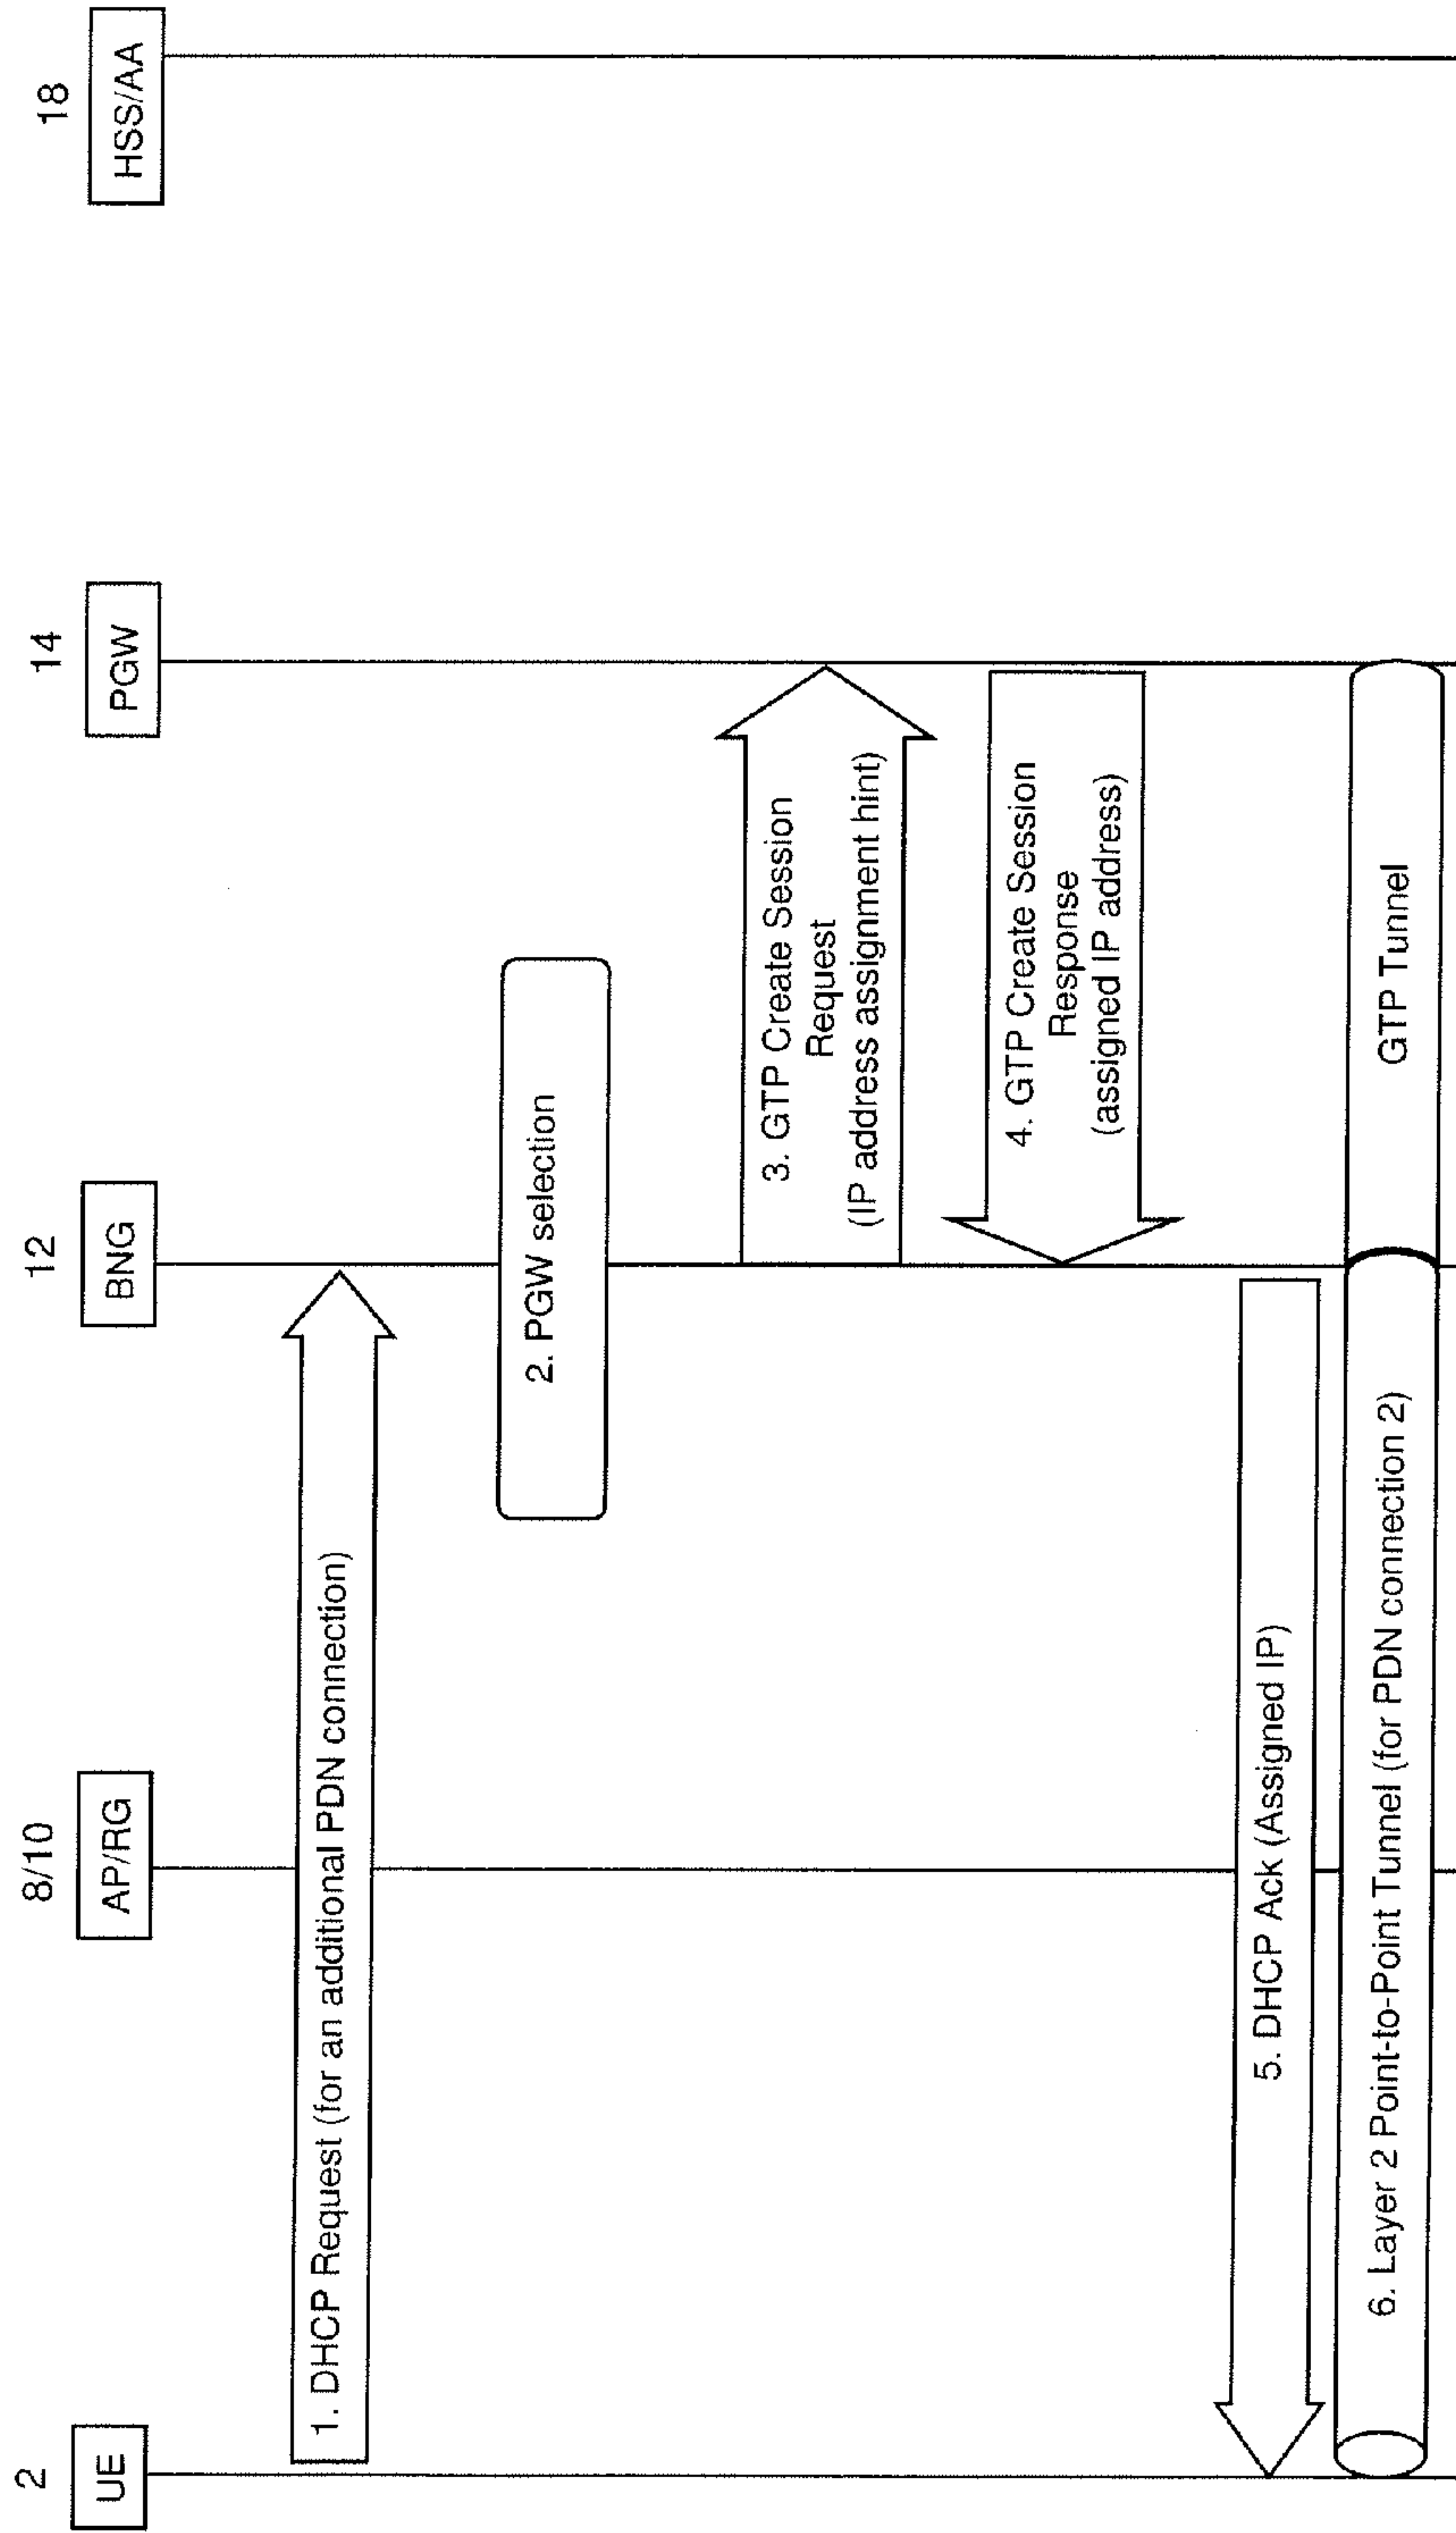 2
UE
8/10
AP/RG
12
BNG
14
PGW
18
HSS/AA
1. DHCP Request (for an additional PDN connection)
2. PGW selection
3. GTP Create Session
Request
(IP address assignment hint)
4. GTP Create Session
Response
(assigned IP address)
5. DHCP Ack (Assigned IP)
6. Layer 2 Point-to-Point Tunnel (for PDN connection 2)
GTP Tunnel